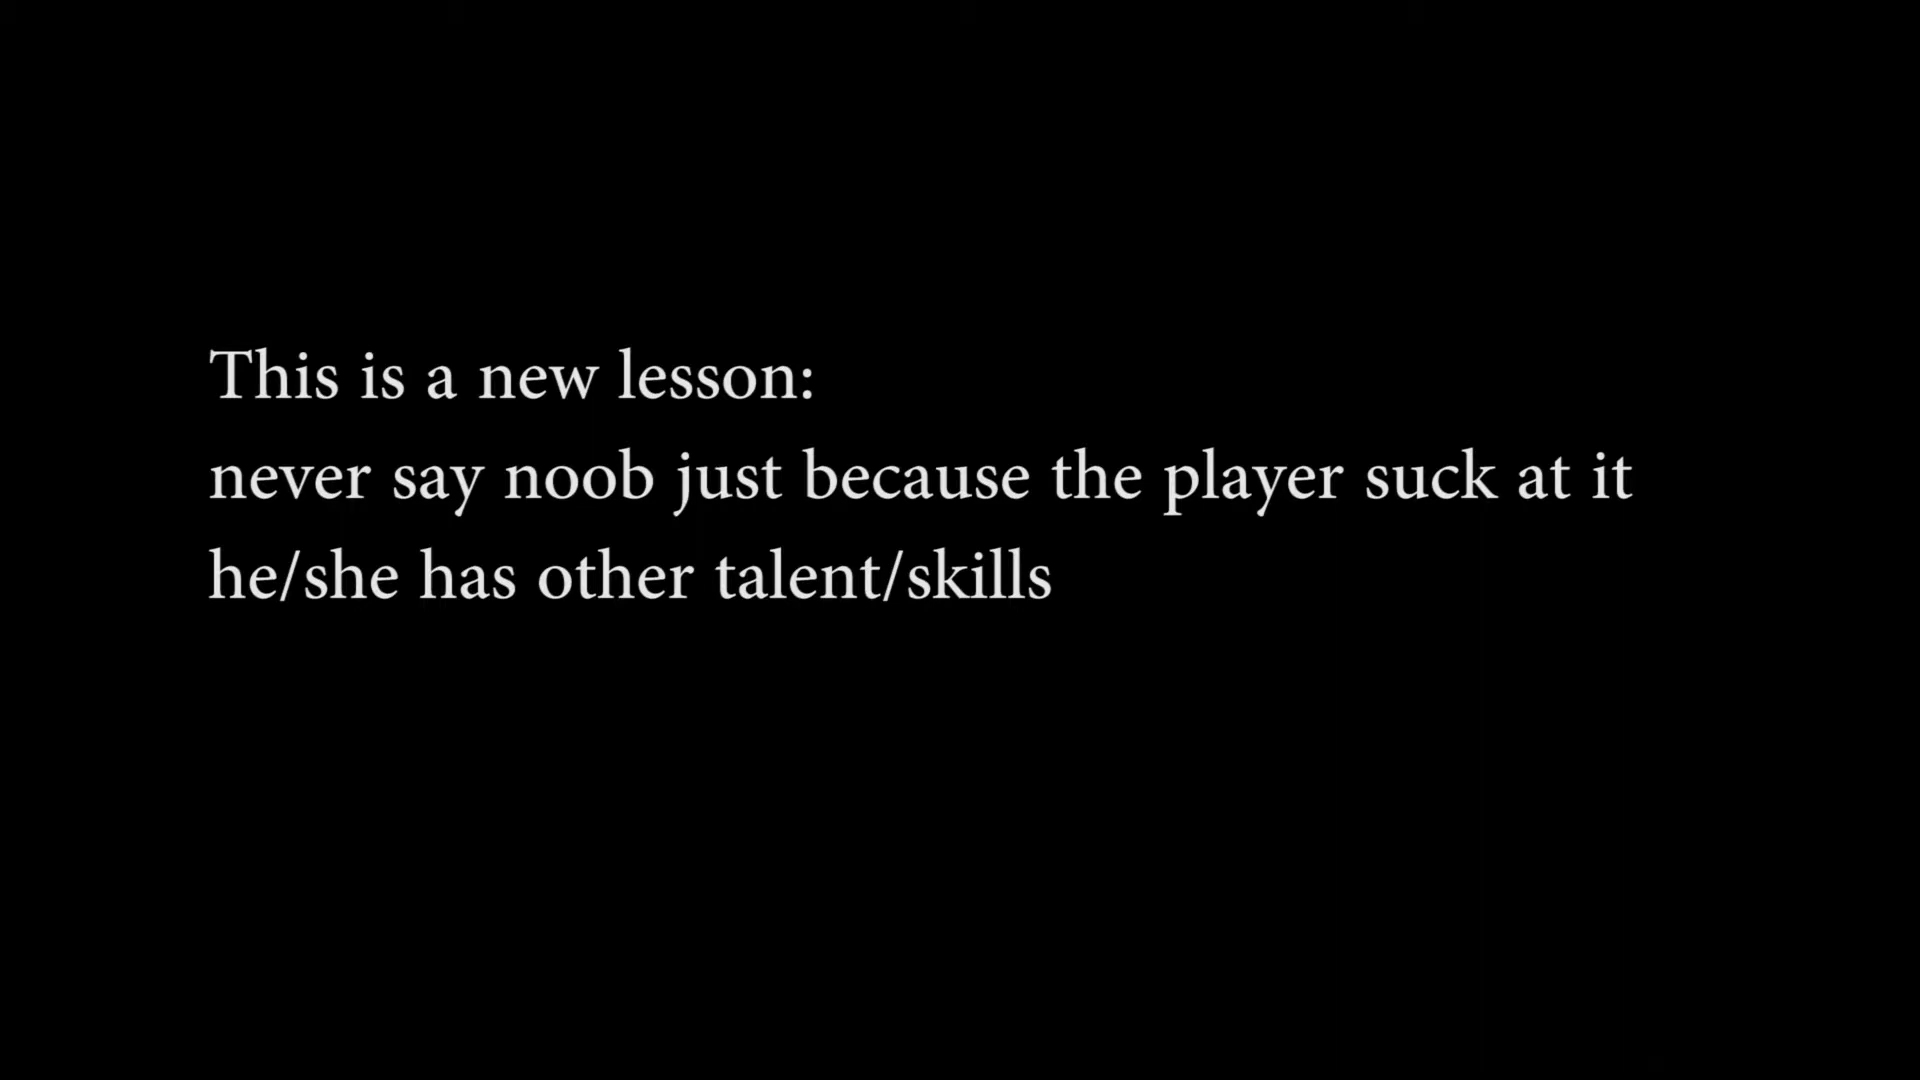 This is a new lesson:
never say noob just because the player suck at it
he/she has other talent/skills